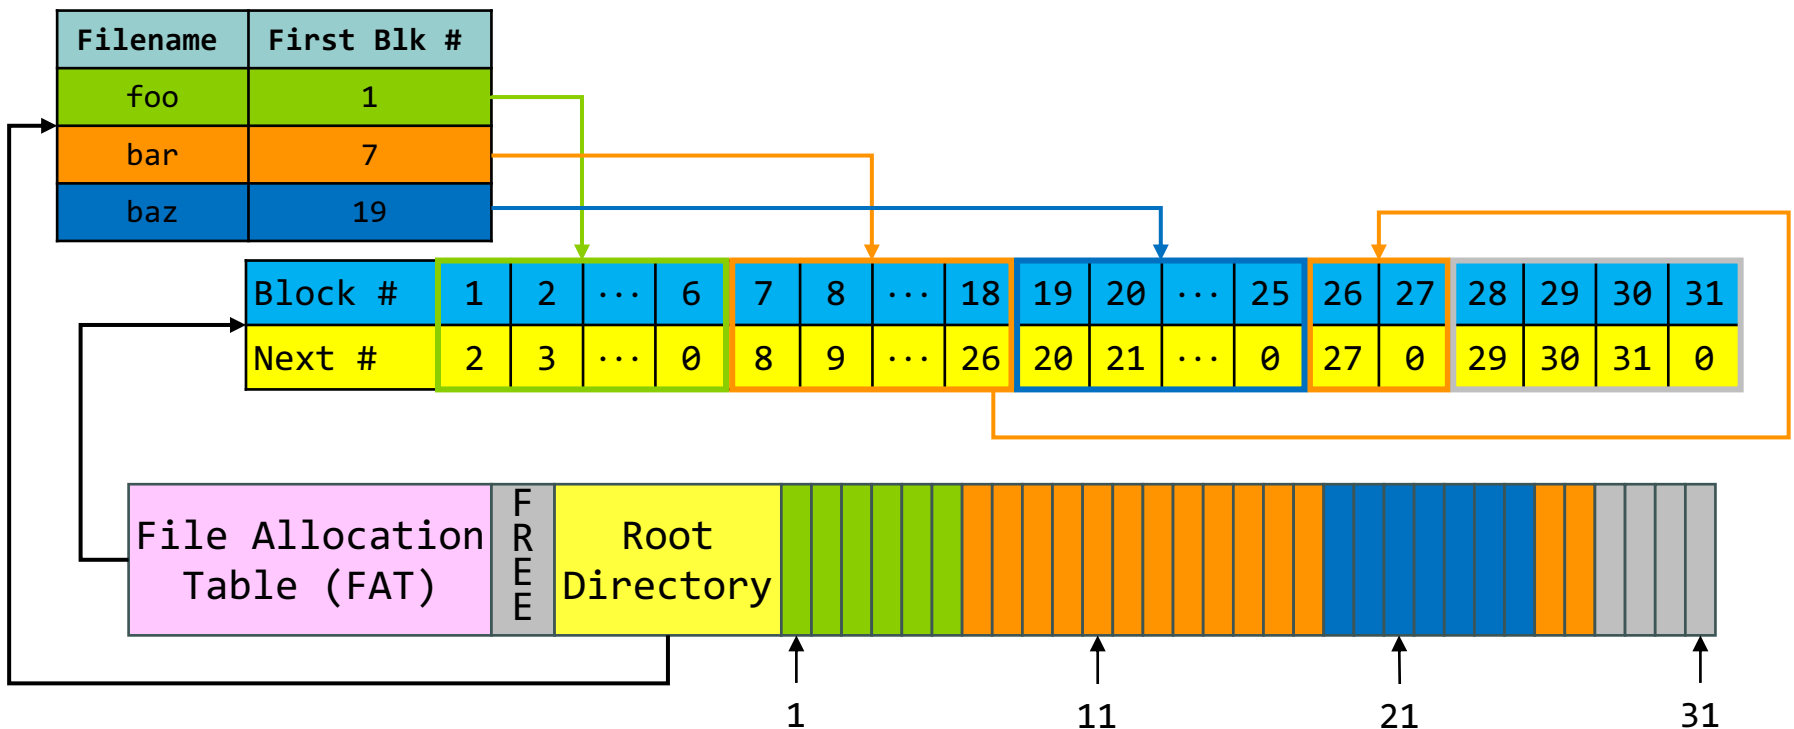 Filename First Blk #
foo 1
bar 7
baz 19
Block # 1 2 ··· 6 7 8 ··· 18 19 20 ··· 25 26 27 28 29 30 31
Next # 2 3 ··· 0 8 9 ··· 26 20 21 ··· 0 27 0 29 30 31 0
File Allocation
Table (FAT)
FREE
Root
Directory
1 11 21 31